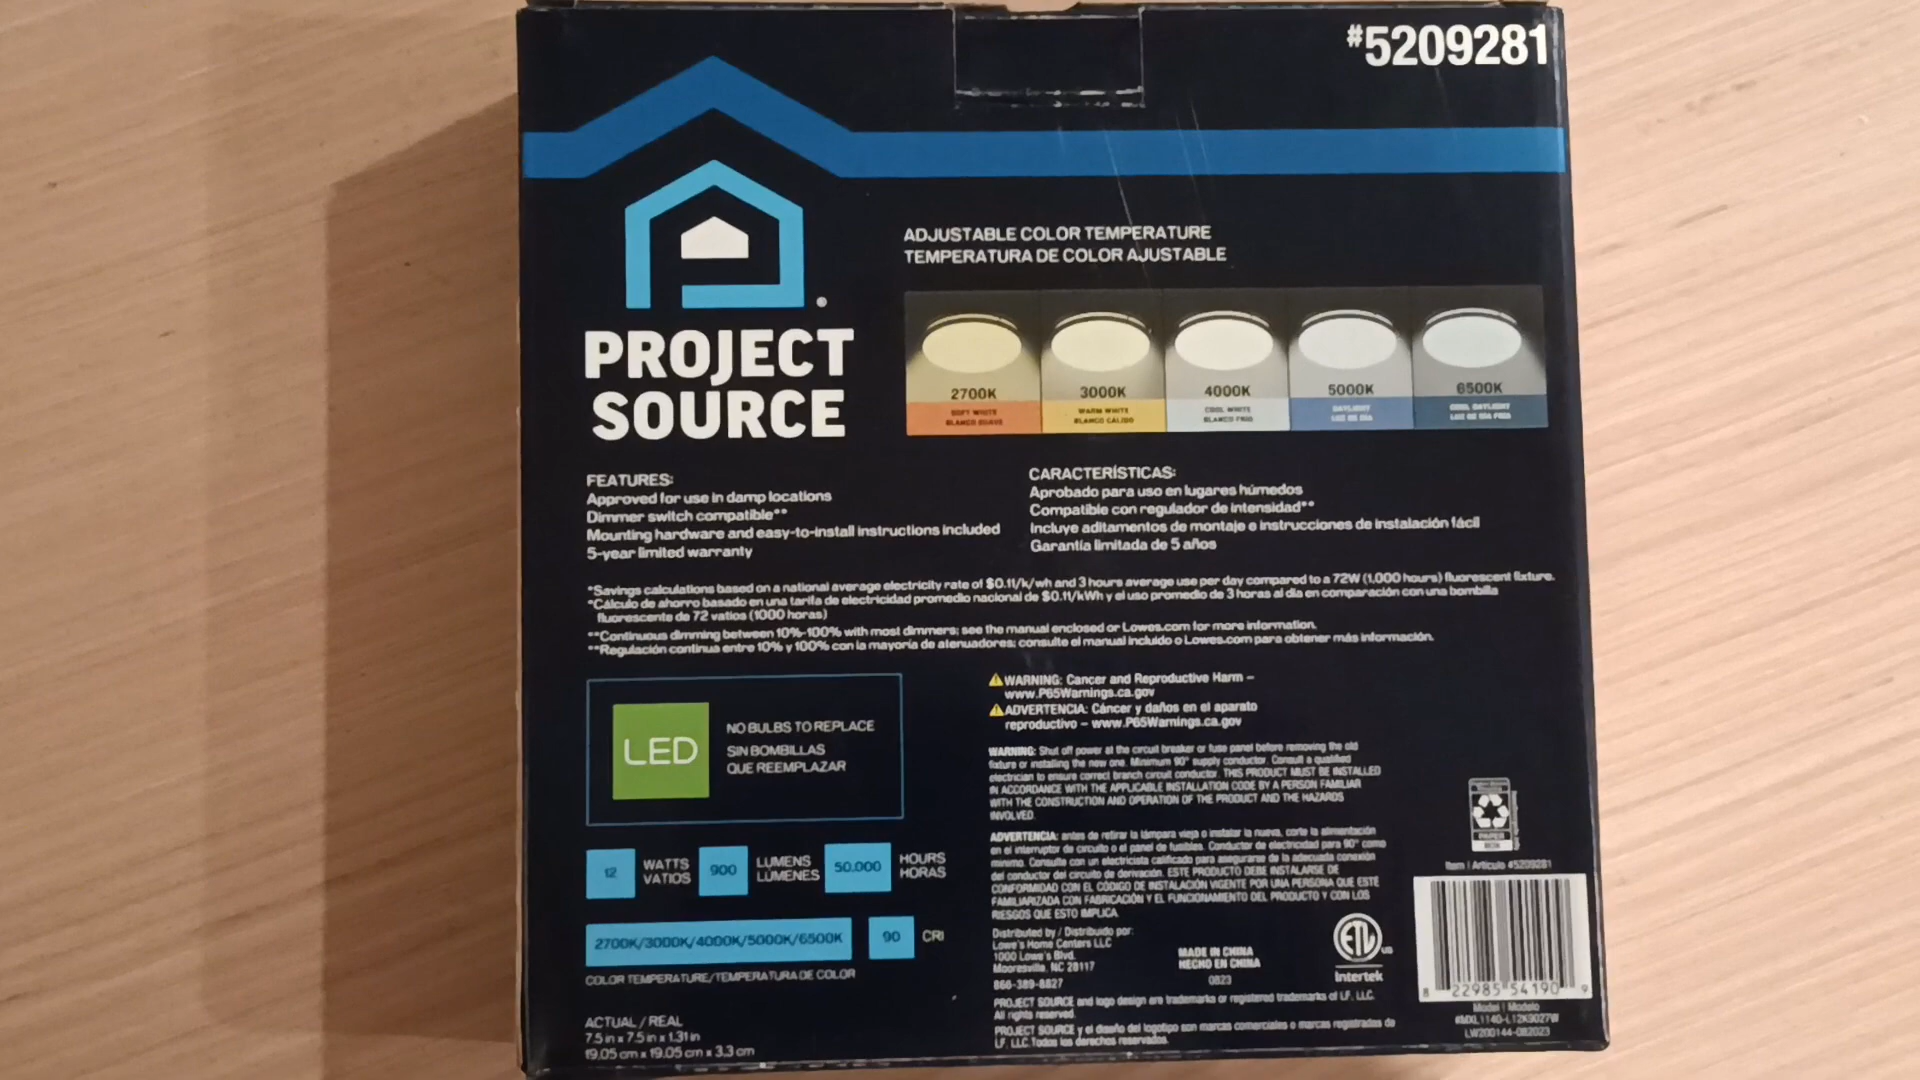 #5209281
PROJECT
SOURCE
ADJUSTABLE COLOR TEMPERATURE
TEMPERATURA DE COLOR AJUSTABLE
2700K
SOFT WHITE
BLANCO SUAVE
3000K
WARM WHITE
BLANCO CALIDO
4000K
COOL WHITE
BLANCO FRIO
5000K
DAYLIGHT
LUZ DE DIA
6500K
COOL DAYLIGHT
LUZ DE DIA FRIA
FEATURES:
Approved for use in damp locations
Dimmer switch compatible**
Mounting hardware and easy-to-install instructions included
5-year limited warranty
CARACTERÍSTICAS:
Aprobado para uso en lugares húmedos
Compatible con regulador de intensidad**
Incluye aditamentos de montaje e instrucciones de instalación fácil
Garantía limitada de 5 años
*Savings calculations based on a national average electricity rate of $0.11/k/wh and 3 hours average use per day compared to a 72W (1,000 hours) fluorescent fixture.
*Cálculo de ahorro basado en una tarifa de electricidad promedio nacional de $0.11/kWh y el uso promedio de 3 horas al día en comparación con una bombilla
fluorescente de 72 vatios (1000 horas)
**Continuous dimming between 10%-100% with most dimmers; see the manual enclosed or Lowes.com for more information.
**Regulación continua entre 10% y 100% con la mayoría de atenuadores; consulte el manual incluido o Lowes.com para obtener más información.
LED
NO BULBS TO REPLACE
SIN BOMBILLAS
QUE REEMPLAZAR
WARNING: Cancer and Reproductive Harm –
www.P65Warnings.ca.gov
ADVERTENCIA: Cáncer y daños en el aparato
reproductivo – www.P65Warnings.ca.gov
WARNING: Shut off power at the circuit breaker or fuse panel before removing the old
fixture or installing the new one. Minimum 90° supply conductor. Consult a qualified
electrician to ensure correct branch circuit conductor. THIS PRODUCT MUST BE INSTALLED
IN ACCORDANCE WITH THE APPLICABLE INSTALLATION CODE BY A PERSON FAMILIAR
WITH THE CONSTRUCTION AND OPERATION OF THE PRODUCT AND THE HAZARDS
INVOLVED.
ADVERTENCIA: antes de retirar la lámpara vieja o instalar la nueva, corte la alimentación
en el interruptor de circuito o el panel de fusibles. Conductor de electricidad para 90° como
mínimo. Consulte con un electricista calificado para asegurarse de la adecuada conexión
del conductor del circuito de derivación. ESTE PRODUCTO DEBE INSTALARSE DE
CONFORMIDAD CON EL CÓDIGO DE INSTALACIÓN VIGENTE POR UNA PERSONA QUE ESTÉ
FAMILIARIZADA CON FABRICACIÓN Y EL FUNCIONAMIENTO DEL PRODUCTO Y CON LOS
RIESGOS QUE ESTO IMPLICA.
12
WATTS
VATIOS
900
LUMENS
LÚMENES
50,000
HOURS
HORAS
2700K/3000K/4000K/5000K/6500K
90
CRI
COLOR TEMPERATURE/TEMPERATURA DE COLOR
ACTUAL / REAL
7.5 in x 7.5 in x 1.31 in
19.05 cm x 19.05 cm x 3.3 cm
Distributed by / Distribuido por:
Lowe's Home Centers LLC
1000 Lowe's Blvd.
Mooresville, NC 28117
866-389-8827
MADE IN CHINA
HECHO EN CHINA
0823
ETL
US
Intertek
PROJECT SOURCE and logo design are trademarks or registered trademarks of LF, LLC.
All rights reserved.
PROJECT SOURCE y el diseño del logotipo son marcas comerciales o marcas registradas de
LF, LLC. Todos los derechos reservados.
PAPER
BOX
Item / Artículo #5209281
8 22985 54190 9
Model / Modelo
#MXL1140-L12K9027W
LW200144-082023